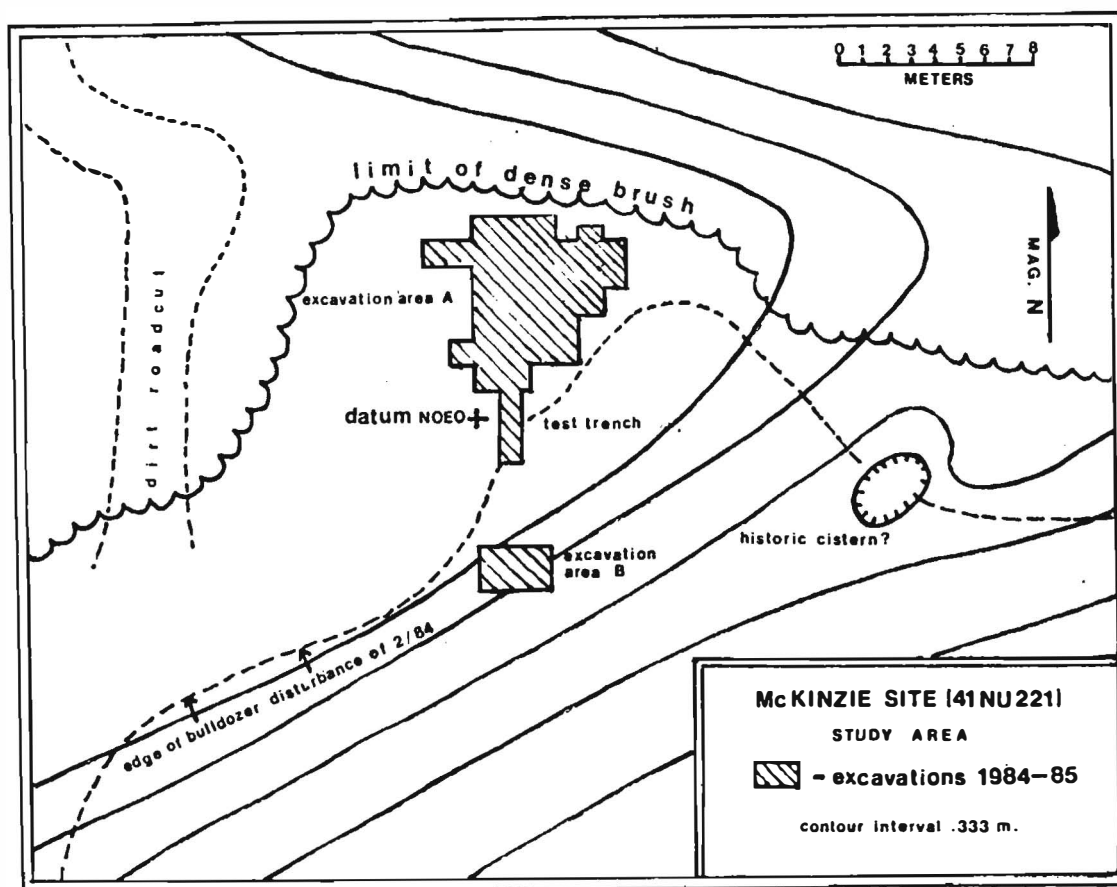 0 1 2 3 4 5 6 7 8
METERS
limit of dense brush
MAG. N
excavation area A
dirt roadcut
datum N0E0
test trench
historic cistern?
excavation
area B
edge of bulldozer disturbance of 2/84
McKINZIE SITE (41NU221)
STUDY AREA
- excavations 1984-85
contour interval .333 m.